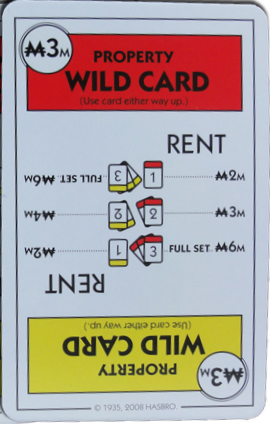 ₩3M
PROPERTY
WILD CARD
(Use card either way up.)
RENT
₩6M FULL SET 3 1 ₩2M
₩4M 2 2 ₩3M
₩2M 1 3 FULL SET ₩6M
RENT
(Use card either way up.)
WILD CARD
PROPERTY
₩3M
© 1935, 2008 HASBRO.